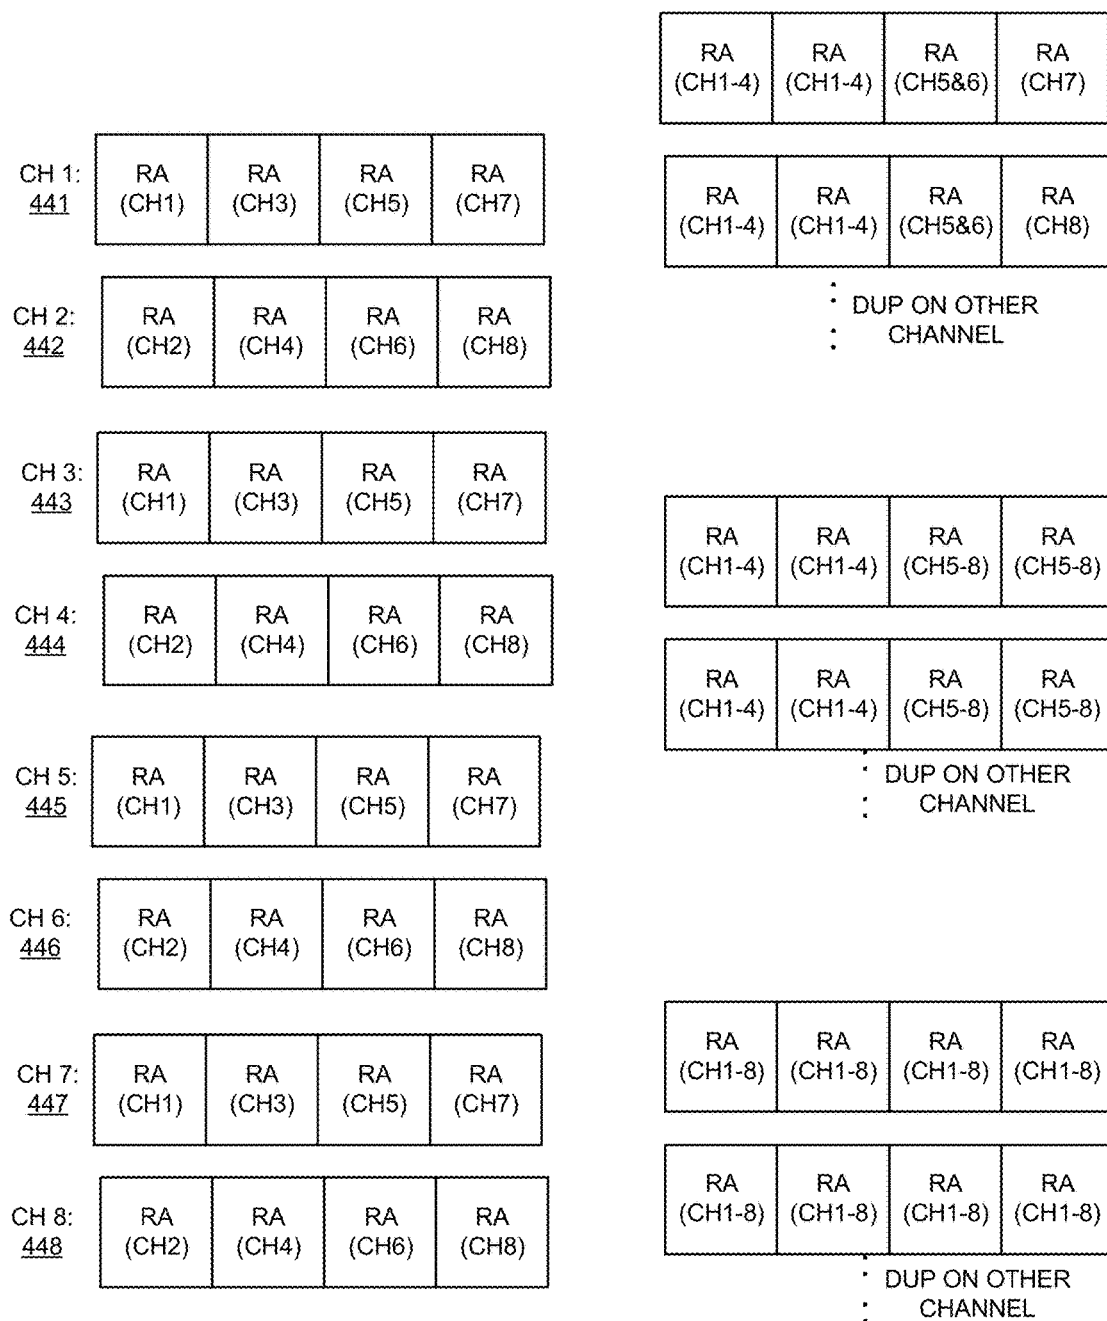 CH 1:
441
RA RA RA RA
(CH1) (CH3) (CH5) (CH7)
CH 2:
442
RA RA RA RA
(CH2) (CH4) (CH6) (CH8)
CH 3:
443
RA RA RA RA
(CH1) (CH3) (CH5) (CH7)
CH 4:
444
RA RA RA RA
(CH2) (CH4) (CH6) (CH8)
CH 5:
445
RA RA RA RA
(CH1) (CH3) (CH5) (CH7)
CH 6:
446
RA RA RA RA
(CH2) (CH4) (CH6) (CH8)
CH 7:
447
RA RA RA RA
(CH1) (CH3) (CH5) (CH7)
CH 8:
448
RA RA RA RA
(CH2) (CH4) (CH6) (CH8)
RA RA RA RA
(CH1-4) (CH1-4) (CH5&6) (CH7)
RA RA RA RA
(CH1-4) (CH1-4) (CH5&6) (CH8)
DUP ON OTHER
CHANNEL
RA RA RA RA
(CH1-4) (CH1-4) (CH5-8) (CH5-8)
RA RA RA RA
(CH1-4) (CH1-4) (CH5-8) (CH5-8)
DUP ON OTHER
CHANNEL
RA RA RA RA
(CH1-8) (CH1-8) (CH1-8) (CH1-8)
RA RA RA RA
(CH1-8) (CH1-8) (CH1-8) (CH1-8)
DUP ON OTHER
CHANNEL